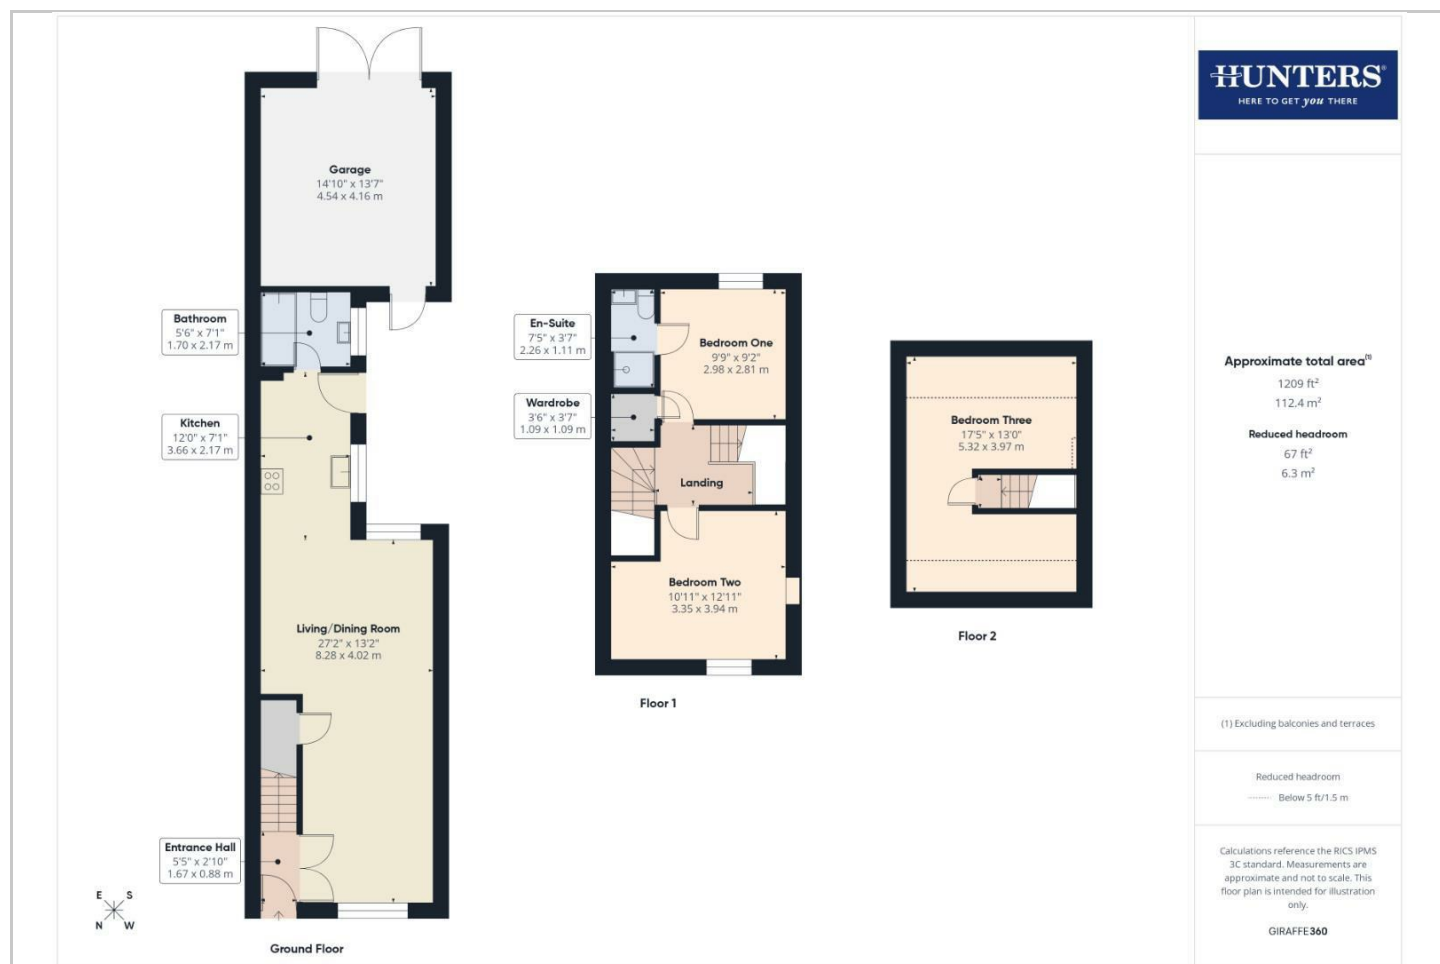 Garage
14'10" x 13'7"
4.54 x 4.16 m
Bathroom
5'6" x 7'1"
1.70 x 2.17 m
Kitchen
12'0" x 7'1"
3.66 x 2.17 m
Living/Dining Room
27'2" x 13'2"
8.28 x 4.02 m
Entrance Hall
5'5" x 2'10"
1.67 x 0.88 m
E S
N W
Ground Floor
En-Suite
7'5" x 3'7"
2.26 x 1.11 m
Bedroom One
9'9" x 9'2"
2.98 x 2.81 m
Wardrobe
3'6" x 3'7"
1.09 x 1.09 m
Landing
Bedroom Two
10'11" x 12'11"
3.35 x 3.94 m
Floor 1
Bedroom Three
17'5" x 13'0"
5.32 x 3.97 m
Floor 2
HUNTERS®
HERE TO GET you THERE
Approximate total area(1)
1209 ft²
112.4 m²
Reduced headroom
67 ft²
6.3 m²
(1) Excluding balconies and terraces
Reduced headroom
Below 5 ft/1.5 m
Calculations reference the RICS IPMS
3C standard. Measurements are
approximate and not to scale. This
floor plan is intended for illustration
only.
GIRAFFE360